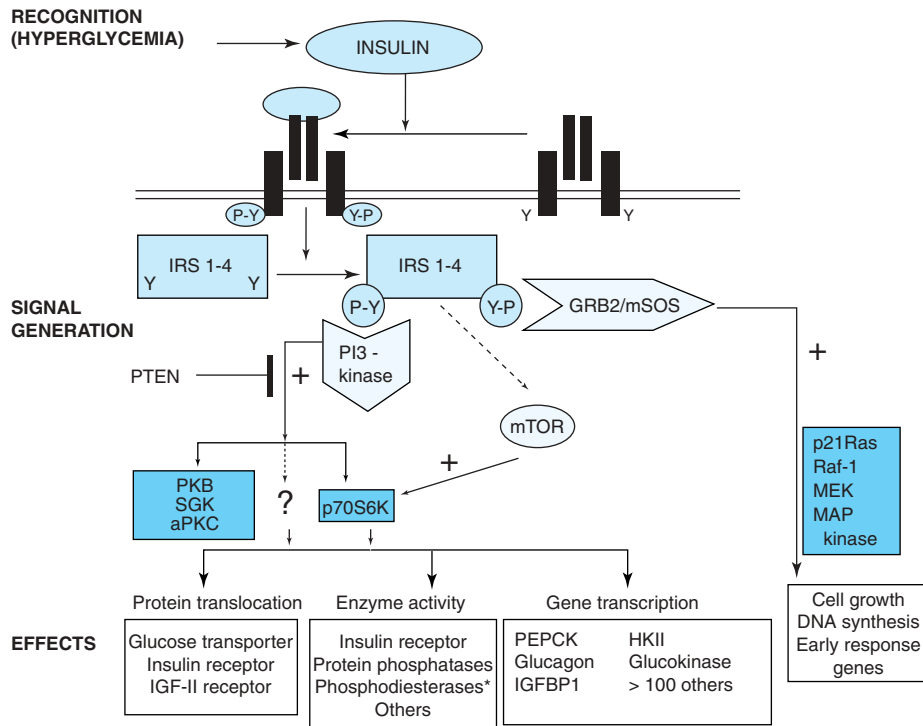 RECOGNITION
(HYPERGLYCEMIA)
INSULIN
P-Y
Y-P
Y
Y
IRS 1-4
Y
Y
IRS 1-4
P-Y
Y-P
GRB2/mSOS
SIGNAL
GENERATION
PI3 -
kinase
+
PTEN
+
mTOR
+
PKB
SGK
aPKC
?
p70S6K
p21Ras
Raf-1
MEK
MAP
kinase
Protein translocation
Enzyme activity
Gene transcription
EFFECTS
Glucose transporter
Insulin receptor
IGF-II receptor
Insulin receptor
Protein phosphatases
Phosphodiesterases*
Others
PEPCK
Glucagon
IGFBP1
HKII
Glucokinase
> 100 others
Cell growth
DNA synthesis
Early response
genes